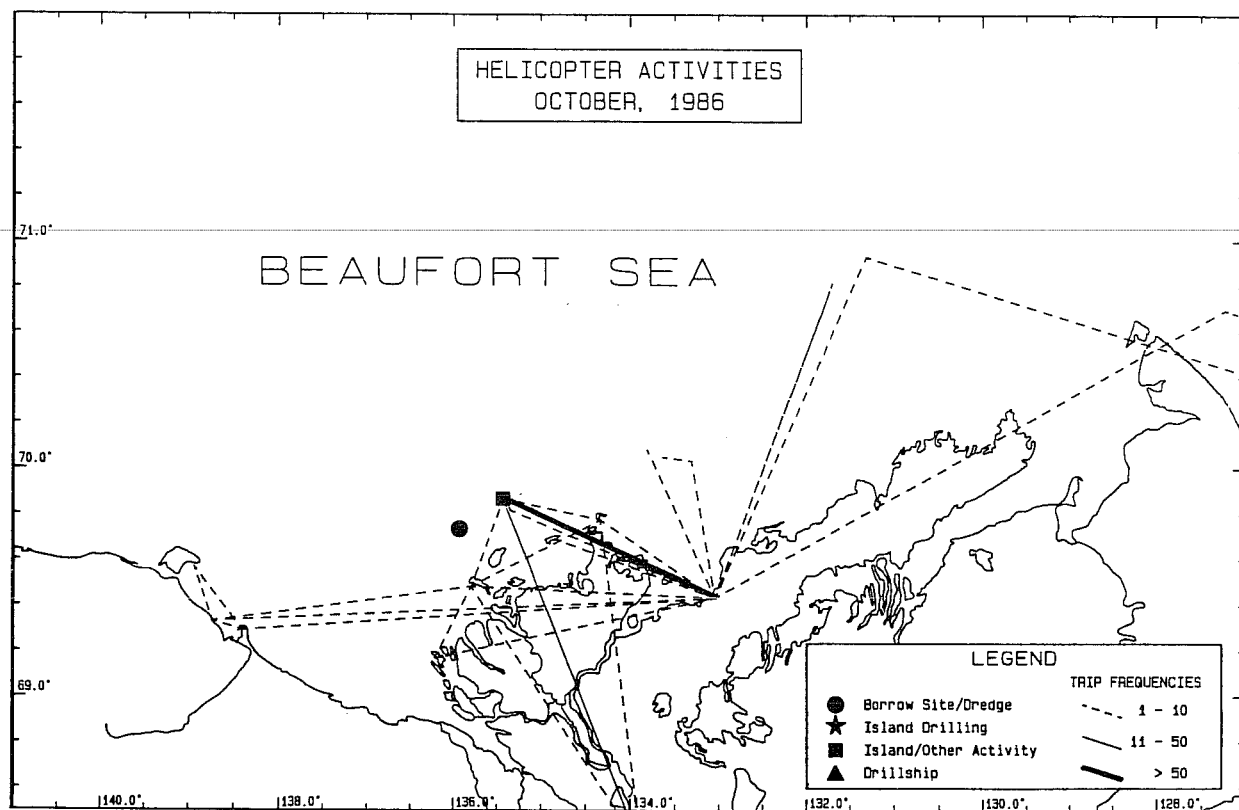 HELICOPTER ACTIVITIES
OCTOBER, 1986
71.0°
BEAUFORT SEA
70.0°
69.0°
LEGEND
TRIP FREQUENCIES
Borrow Site/Dredge
1 - 10
Island Drilling
11 - 50
Island/Other Activity
> 50
Drillship
140.0° 138.0° 136.0° 134.0° 132.0° 130.0° 128.0°